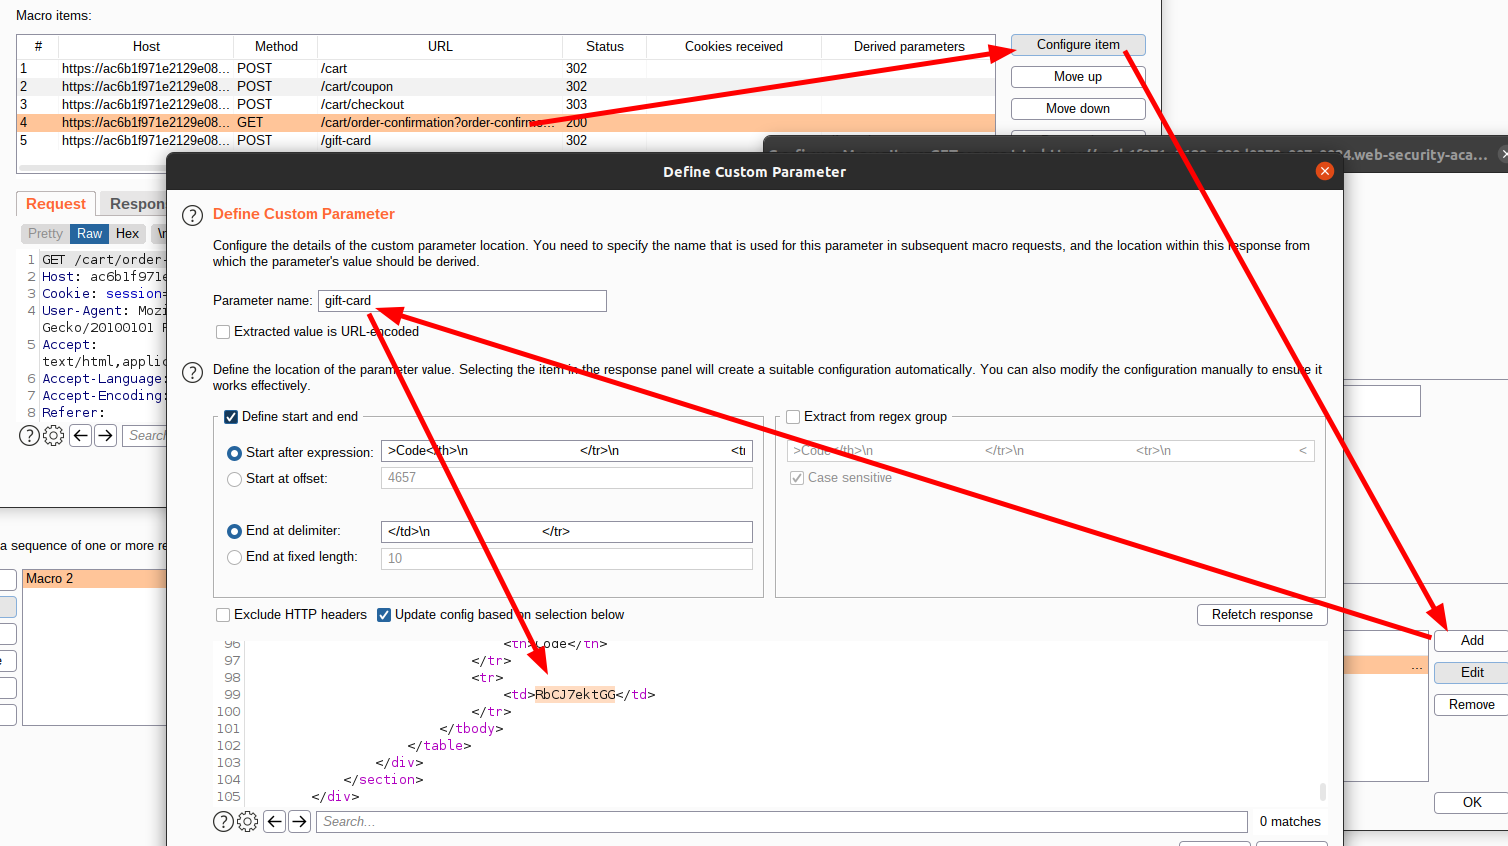 Macro items:
# Host Method URL Status Cookies received Derived parameters
1 https://ac6b1f971e2129e08... POST /cart 302
2 https://ac6b1f971e2129e08... POST /cart/coupon 302
3 https://ac6b1f971e2129e08... POST /cart/checkout 303
4 https://ac6b1f971e2129e08... GET /cart/order-confirmation?order-confirme... 200
5 https://ac6b1f971e2129e08... POST /gift-card 302
Configure item
Move up
Move down
4.web-security-aca...
Define Custom Parameter
Request Respon
Pretty Raw Hex \n
1 GET /cart/order-
2 Host: ac6b1f971e
3 Cookie: session=
4 User-Agent: Mozi
Gecko/20100101 F
5 Accept:
text/html,applic
6 Accept-Language:
7 Accept-Encoding:
8 Referer:
Searc
a sequence of one or more re
Macro 2
Define Custom Parameter
Configure the details of the custom parameter location. You need to specify the name that is used for this parameter in subsequent macro requests, and the location within this response from
which the parameter's value should be derived.
Parameter name: gift-card
Extracted value is URL-encoded
Define the location of the parameter value. Selecting the item in the response panel will create a suitable configuration automatically. You can also modify the configuration manually to ensure it
works effectively.
Define start and end
Start after expression: >Code</th>\n </tr>\n <tr
Start at offset: 4657
End at delimiter: </td>\n </tr>
End at fixed length: 10
Extract from regex group
>Code</th>\n </tr>\n <tr>\n <
Case sensitive
Exclude HTTP headers Update config based on selection below
Refetch response
96 <th>Code</th>
97 </tr>
98 <tr>
99 <td>RbCJ7ektGG</td>
100 </tr>
101 </tbody>
102 </table>
103 </div>
104 </section>
105 </div>
Search...
0 matches
Add
...
Edit
Remove
OK